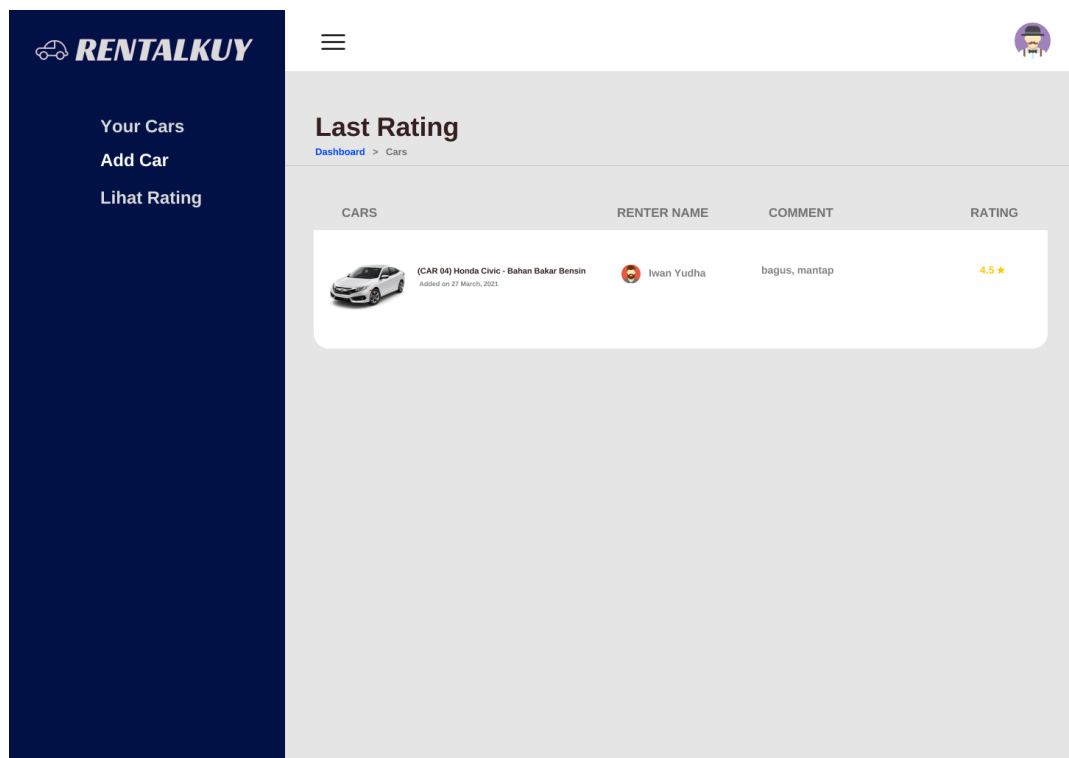 RENTALKUY
Your Cars
Add Car
Lihat Rating
Last Rating
Dashboard > Cars
CARS RENTER NAME COMMENT RATING
(CAR 04) Honda Civic - Bahan Bakar Bensin
Added on 27 March, 2021
Iwan Yudha
bagus, mantap
4.5 ★